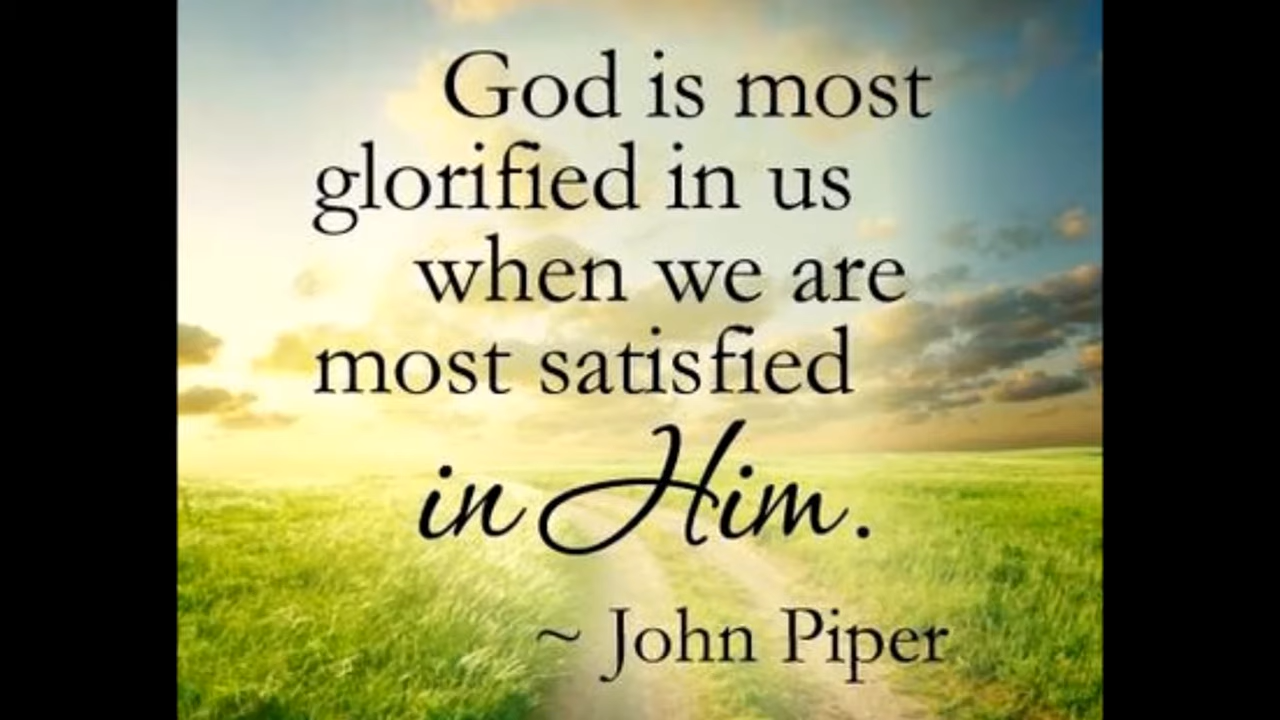 God is most
glorified in us
when we are
most satisfied
in Him.
~ John Piper